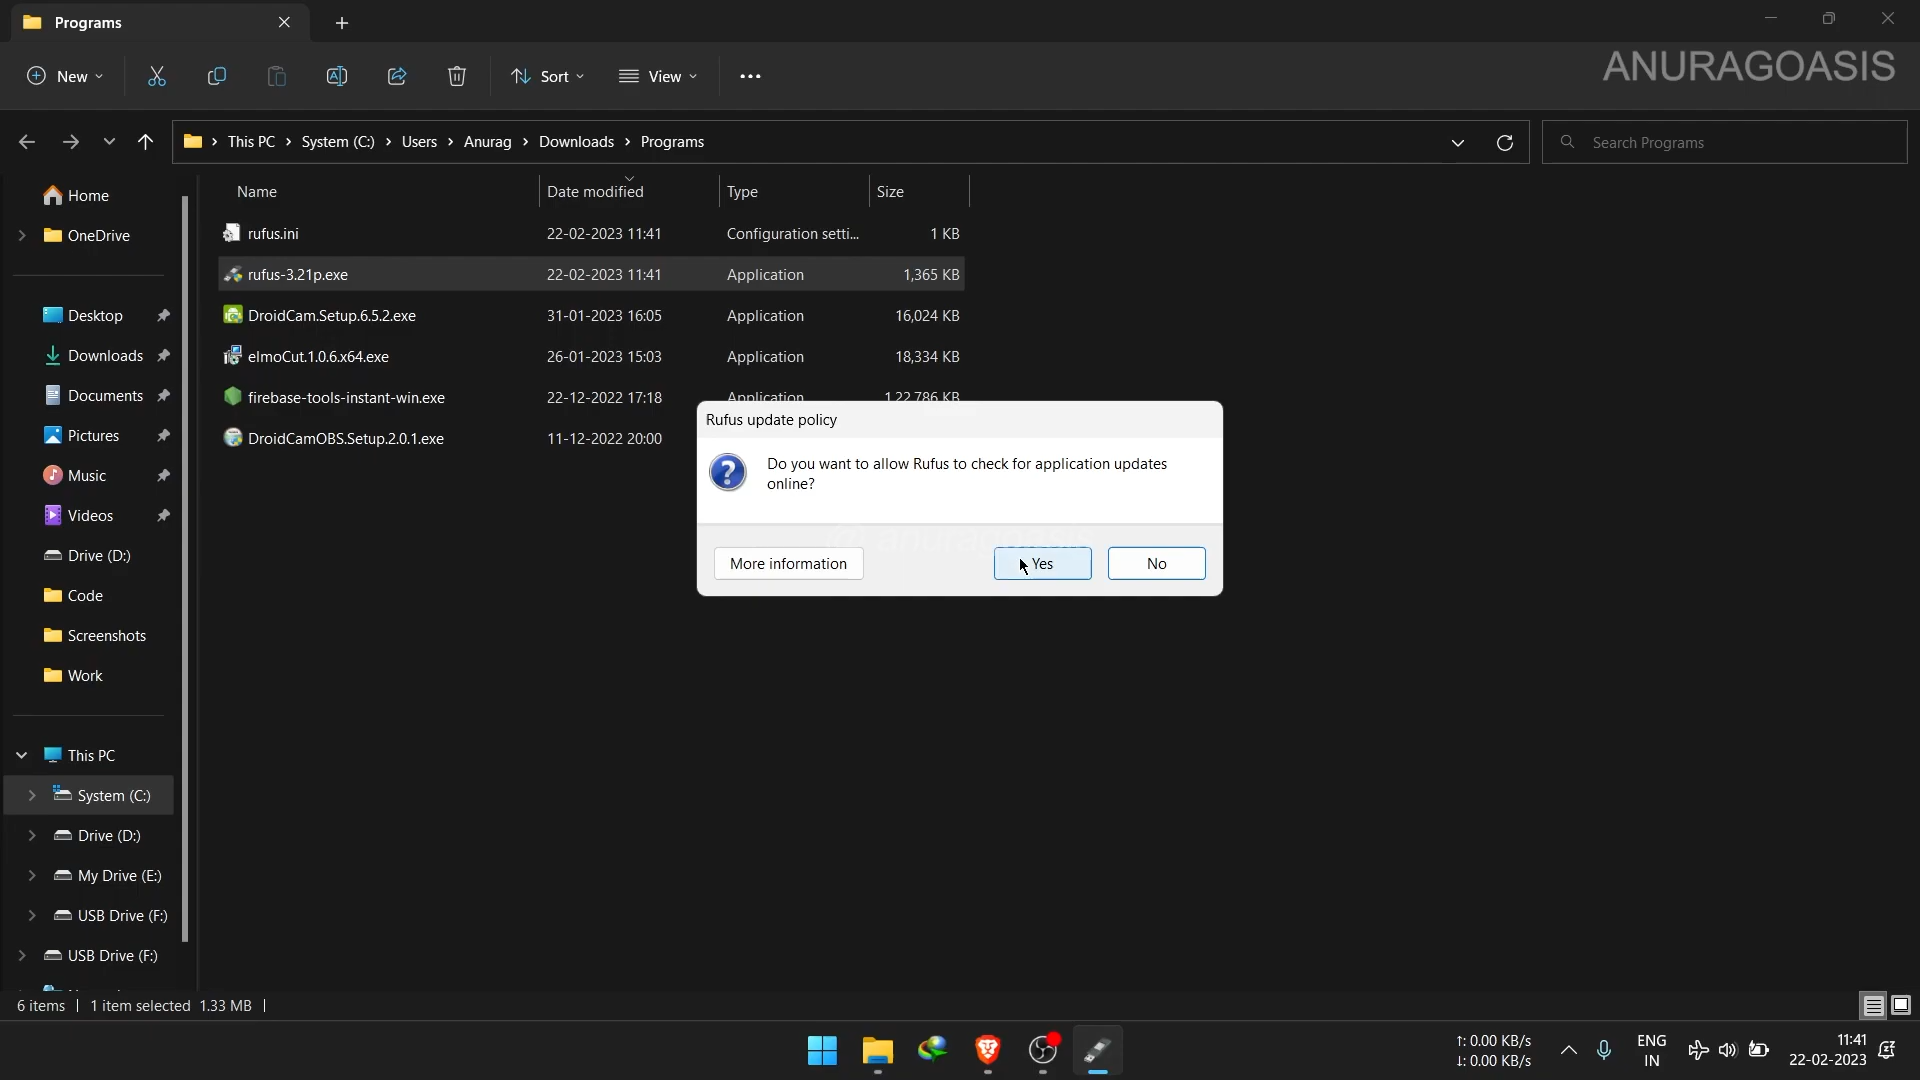 Programs
ANURAGOASIS
New
Sort
View
This PC > System (C:) > Users > Anurag > Downloads > Programs
Search Programs
Home
OneDrive
Desktop
Downloads
Documents
Pictures
Music
Videos
Drive (D:)
Code
Screenshots
Work
This PC
System (C:)
Drive (D:)
My Drive (E:)
USB Drive (F:)
USB Drive (F:)
Name Date modified Type Size
rufus.ini 22-02-2023 11:41 Configuration setti... 1 KB
rufus-3.21p.exe 22-02-2023 11:41 Application 1,365 KB
DroidCam.Setup.6.5.2.exe 31-01-2023 16:05 Application 16,024 KB
elmoCut.1.0.6.x64.exe 26-01-2023 15:03 Application 18,334 KB
firebase-tools-instant-win.exe 22-12-2022 17:18 Application 1,22,786 KB
DroidCamOBS.Setup.2.0.1.exe 11-12-2022 20:00
Rufus update policy
Do you want to allow Rufus to check for application updates
online?
@ anuragoasis
More information Yes No
6 items 1 item selected 1.33 MB
↑: 0.00 KB/s
↓: 0.00 KB/s
ENG
IN
11:41
22-02-2023